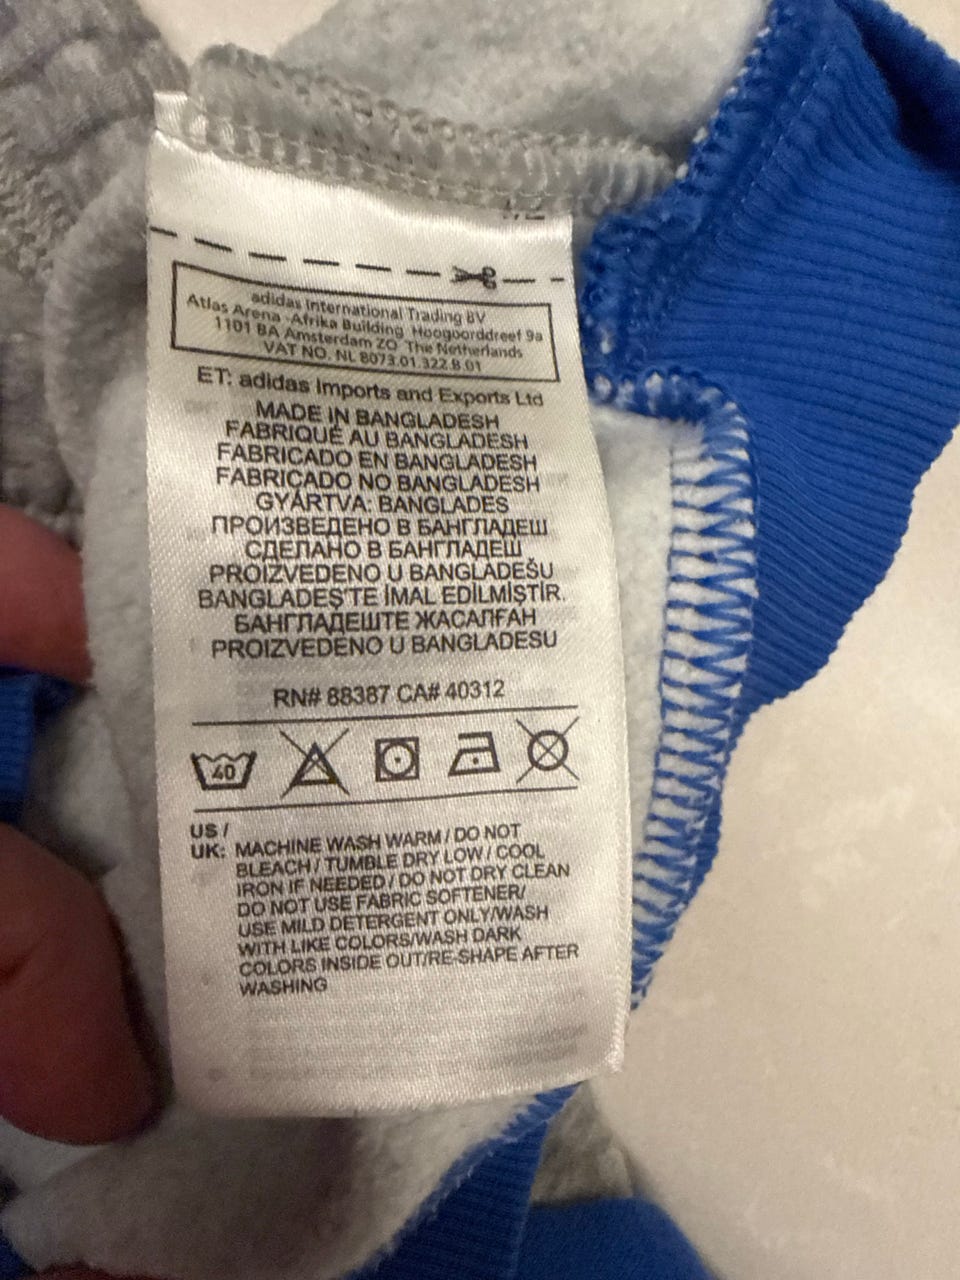 adidas International Trading BV
Atlas Arena -Afrika Building Hoogoorddreef 9a
1101 BA Amsterdam ZO The Netherlands
VAT NO. NL 8073.01.322.B.01
ET: adidas Imports and Exports Ltd
MADE IN BANGLADESH
FABRIQUÉ AU BANGLADESH
FABRICADO EN BANGLADESH
FABRICADO NO BANGLADESH
GYÁRTVA: BANGLADES
ПРОИЗВЕДЕНО В БАНГЛАДЕШ
СДЕЛАНО В БАНГЛАДЕШ
PROIZVEDENO U BANGLADEŠU
BANGLADEŞ'TE İMAL EDİLMİŞTİR.
БАНГЛАДЕШТЕ ЖАСАЛҒАН
PROIZVEDENO U BANGLADESU
RN# 88387 CA# 40312
40
US /
UK: MACHINE WASH WARM / DO NOT
BLEACH / TUMBLE DRY LOW / COOL
IRON IF NEEDED / DO NOT DRY CLEAN
DO NOT USE FABRIC SOFTENER/
USE MILD DETERGENT ONLY/WASH
WITH LIKE COLORS/WASH DARK
COLORS INSIDE OUT/RE-SHAPE AFTER
WASHING